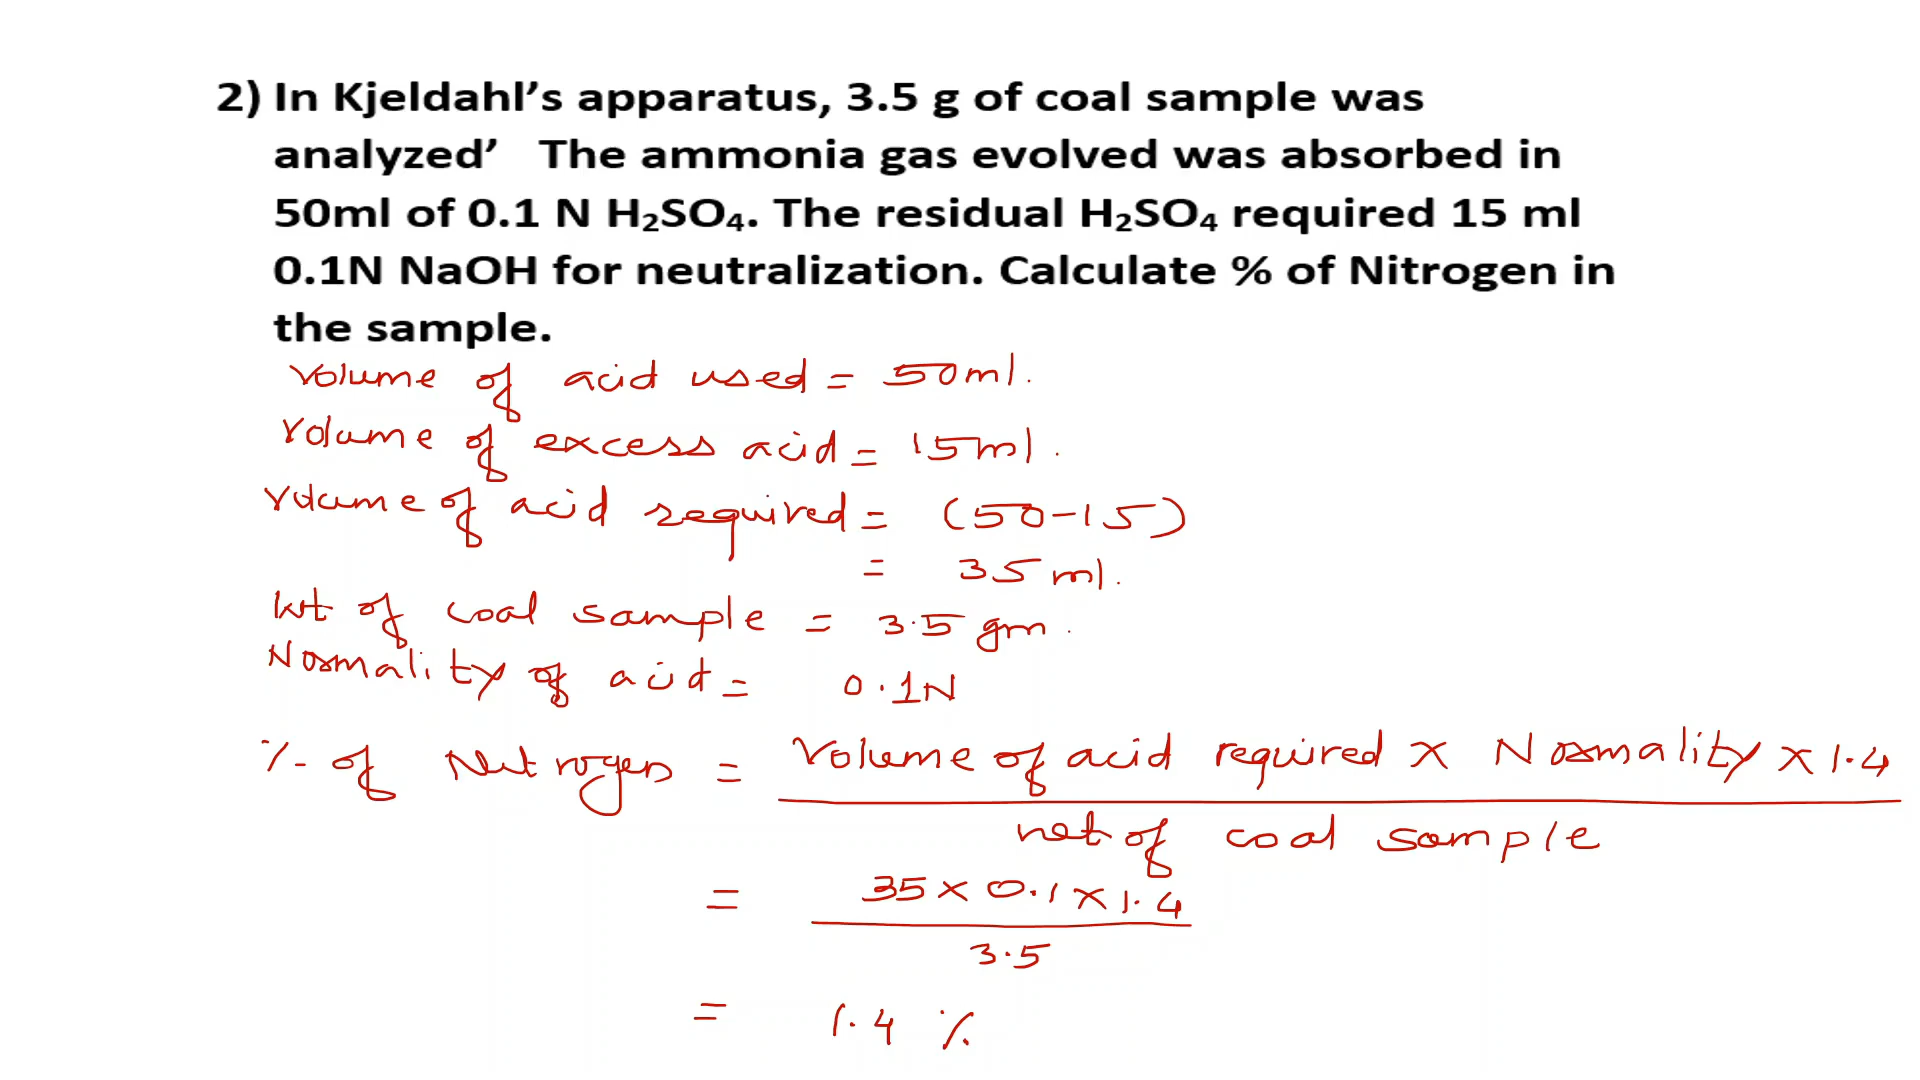 2) In Kjeldahl’s apparatus, 3.5 g of coal sample was
analyzed’ The ammonia gas evolved was absorbed in
50ml of 0.1 N H₂SO₄. The residual H₂SO₄ required 15 ml
0.1N NaOH for neutralization. Calculate % of Nitrogen in
the sample.
Volume of acid used = 50ml.
Volume of excess acid = 15ml.
Volume of acid required = (50-15)
= 35 ml.
Wt of coal sample = 3.5 gm.
Normality of acid = 0.1N
% of Nitrogen = Volume of acid required x Normality x 1.4
wet of coal sample
= 35 x 0.1 x 1.4
3.5
= 1.4 %